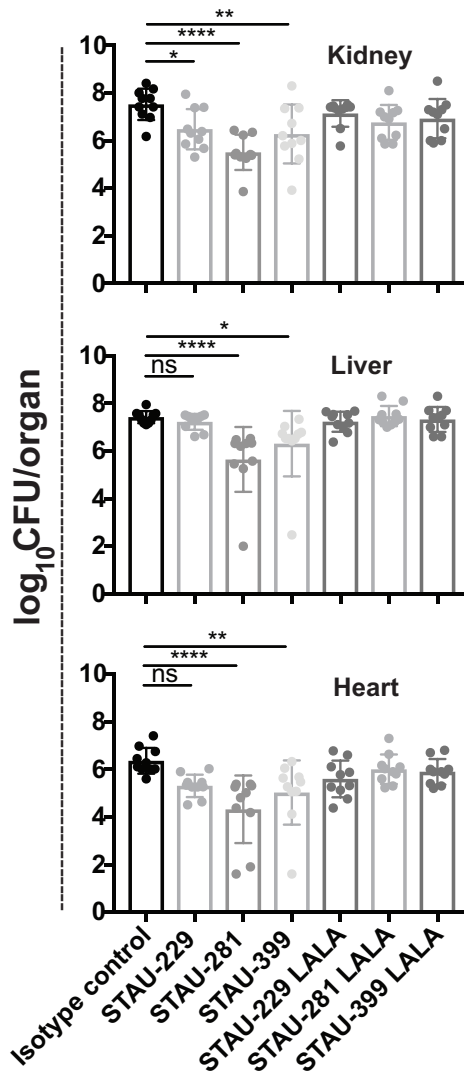 **
****
*
Kidney
10
8
6
4
2
0
*
****
ns
Liver
10
8
6
4
2
0
**
****
ns
Heart
10
8
6
4
2
0
log10CFU/organ
Isotype control
STAU-229
STAU-281
STAU-399
STAU-229 LALA
STAU-281 LALA
STAU-399 LALA